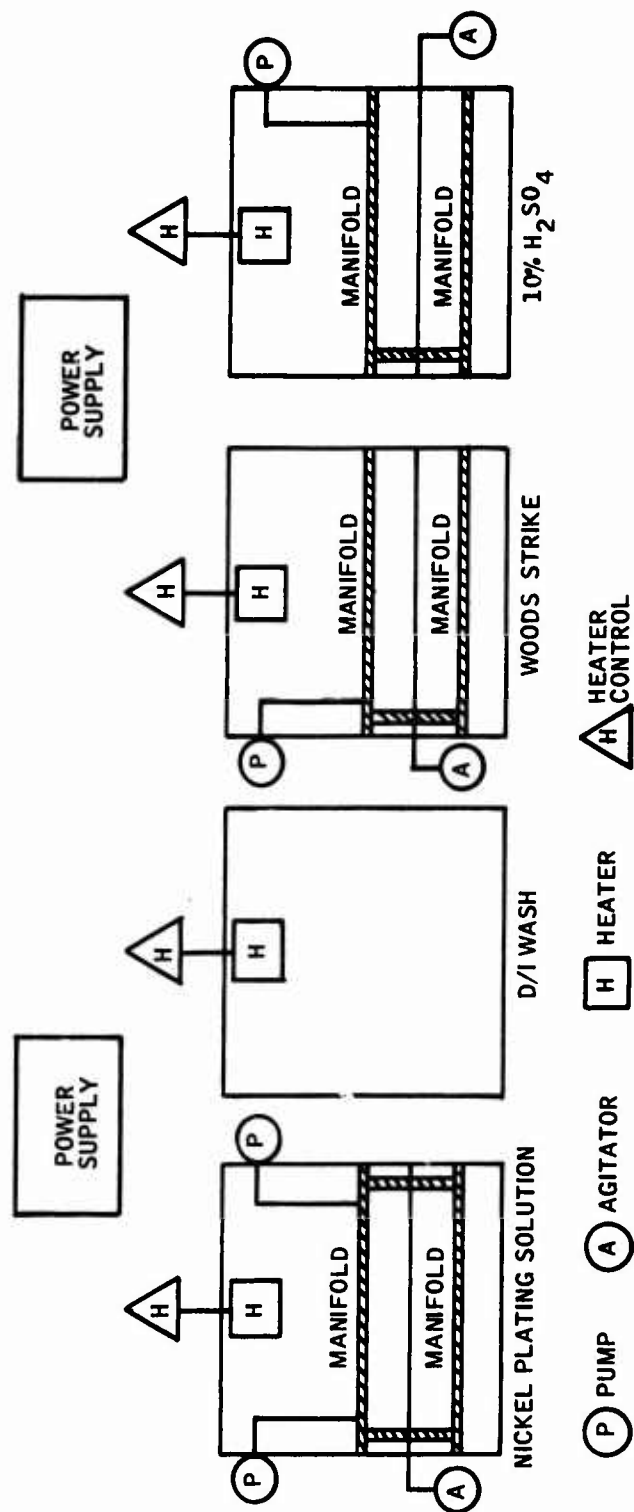 POWER
SUPPLY
POWER
SUPPLY
H
H
H
H
P
H
P
H
P
H
H
P
MANIFOLD
MANIFOLD
MANIFOLD
MANIFOLD
MANIFOLD
MANIFOLD
A
A
A
NICKEL PLATING SOLUTION
D/I WASH
WOODS STRIKE
10% H₂SO₄
P PUMP
A AGITATOR
H HEATER
H HEATER
CONTROL